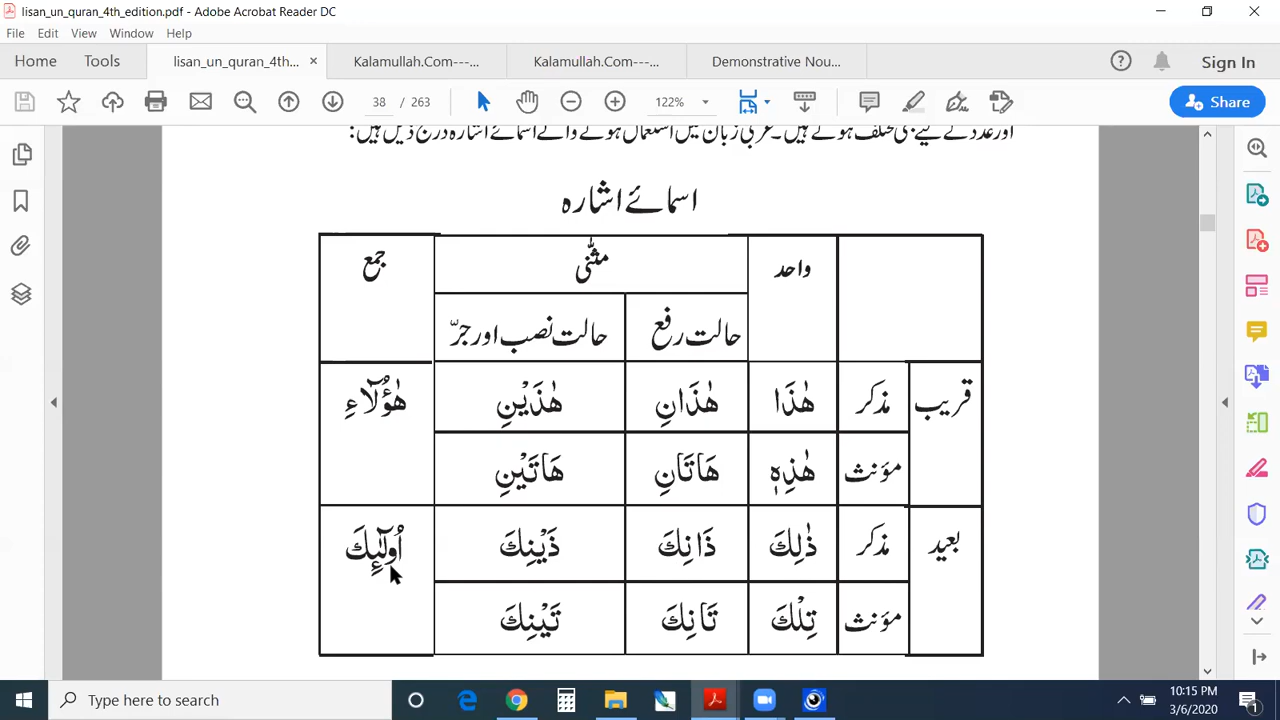 lisan_un_quran_4th_edition.pdf - Adobe Acrobat Reader DC
File Edit View Window Help
Home Tools lisan_un_quran_4th... × Kalamullah.Com---... Kalamullah.Com---... Demonstrative Nou... Sign In
38 / 263 122% Share
اور عدد کے لیے بھی مختلف ہوتے ہیں۔ عربی زبان میں استعمال ہونے والے اسمائے اشارہ درج ذیل ہیں:
اسمائے اشارہ
واحد مثنّٰی جمع
حالت رفع حالت نصب اور جرّ
قریب مذکر هٰذَا هٰذَانِ هٰذَيْنِ هٰٓؤُلَآءِ
مؤنث هٰذِهٖ هَاتَانِ هَاتَيْنِ
بعید مذکر ذٰلِكَ ذَانِكَ ذَيْنِكَ اُولٰٓئِكَ
مؤنث تِلْكَ تَانِكَ تَيْنِكَ
Type here to search 10:15 PM
3/6/2020 1